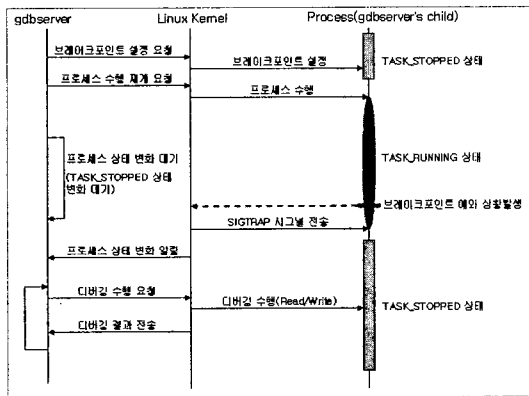 gdbserver
Linux Kernel
Process(gdbserver's child)
브레이크포인트 설정 요청
브레이크포인트 설정
TASK_STOPPED 상태
프로세스 수행 재개 요청
프로세스 수행
프로세스 상태 변화 대기
(TASK_STOPPED 상태
변화 대기)
TASK_RUNNING 상태
브레이크포인트 예외 상황발생
SIGTRAP 시그널 전송
프로세스 상태 변화 알림
디버깅 수행 요청
디버깅 수행(Read/Write)
TASK_STOPPED 상태
디버깅 결과 전송